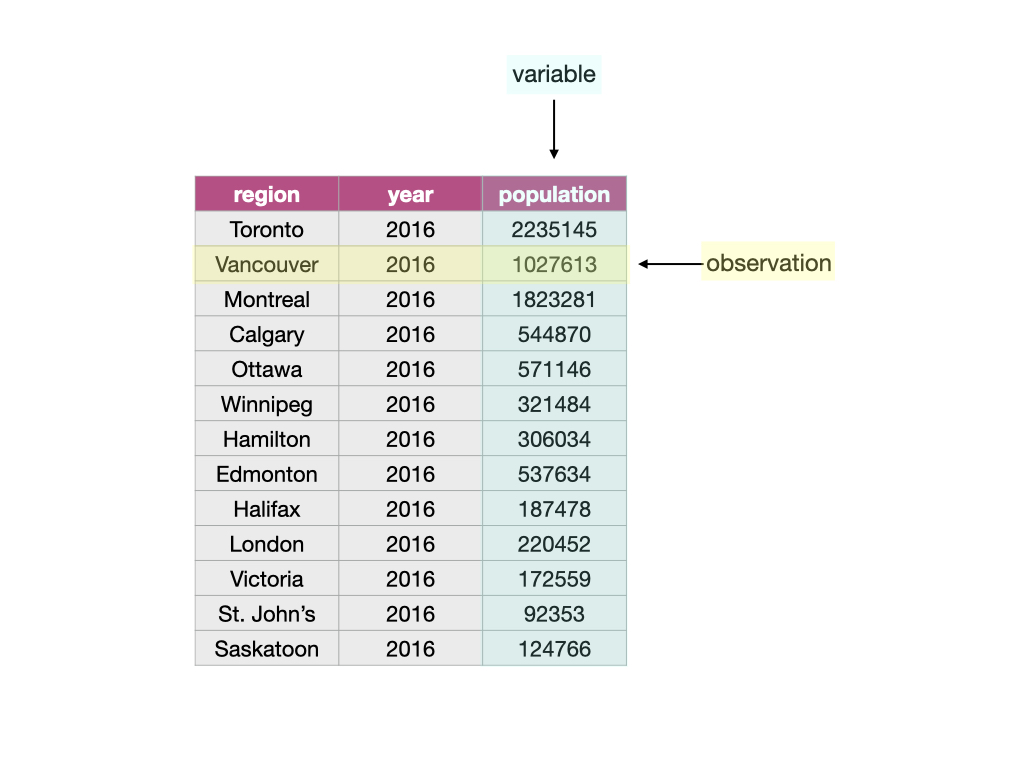 variable
region year population
Toronto 2016 2235145
Vancouver 2016 1027613 observation
Montreal 2016 1823281
Calgary 2016 544870
Ottawa 2016 571146
Winnipeg 2016 321484
Hamilton 2016 306034
Edmonton 2016 537634
Halifax 2016 187478
London 2016 220452
Victoria 2016 172559
St. John’s 2016 92353
Saskatoon 2016 124766